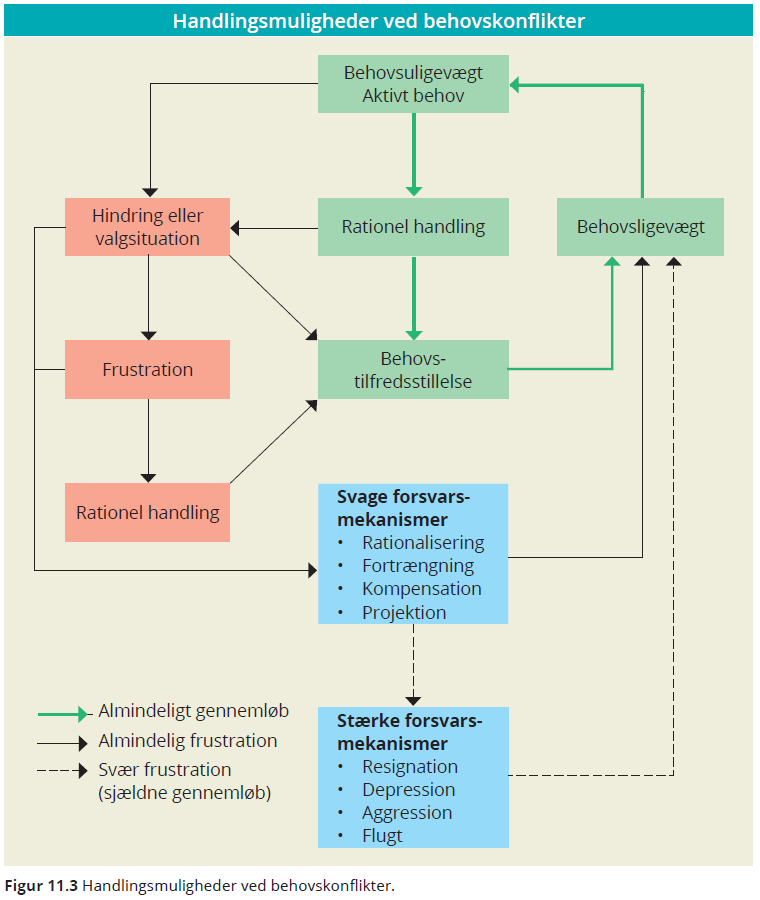 Handlingsmuligheder ved behovskonflikter
Behovsuligevægt
Aktivt behov
Hindring eller
valgsituation
Rationel handling
Behovsligevægt
Frustration
Behovs-
tilfredsstillelse
Rationel handling
Svage forsvars-
mekanismer
• Rationalisering
• Fortrængning
• Kompensation
• Projektion
Almindeligt gennemløb
Almindelig frustration
Svær frustration
(sjældne gennemløb)
Stærke forsvars-
mekanismer
• Resignation
• Depression
• Aggression
• Flugt
Figur 11.3 Handlingsmuligheder ved behovskonflikter.